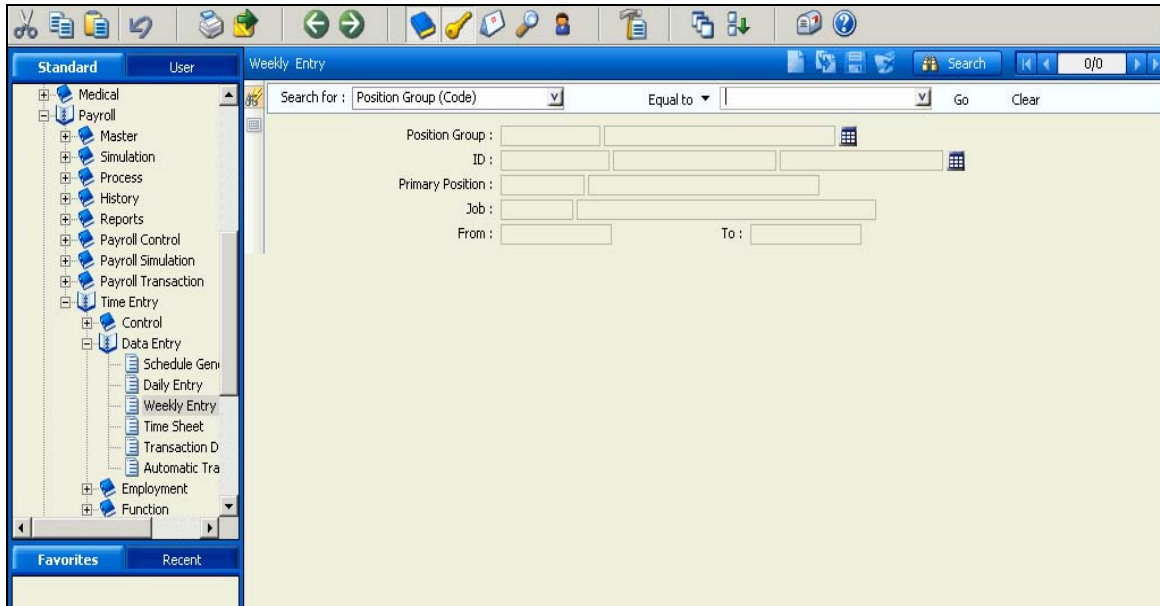 Standard User
Weekly Entry
Search
0/0
Medical
Payroll
Master
Simulation
Process
History
Reports
Payroll Control
Payroll Simulation
Payroll Transaction
Time Entry
Control
Data Entry
Schedule Gen
Daily Entry
Weekly Entry
Time Sheet
Transaction D
Automatic Tra
Employment
Function
Favorites Recent
Search for : Position Group (Code) Equal to Go Clear
Position Group :
ID :
Primary Position :
Job :
From : To :